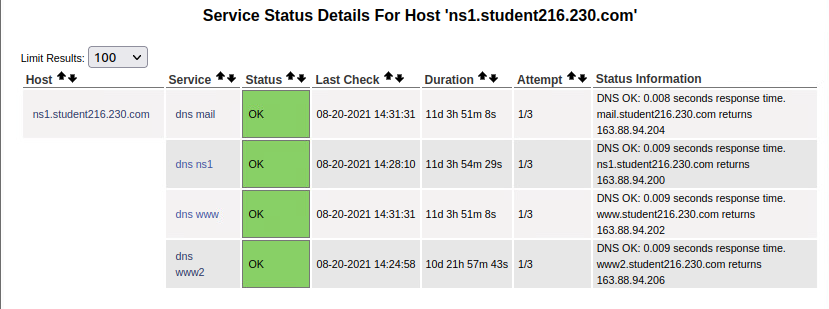 Service Status Details For Host 'ns1.student216.230.com'
Limit Results: 100
Host Service Status Last Check Duration Attempt Status Information
ns1.student216.230.com dns mail OK 08-20-2021 14:31:31 11d 3h 51m 8s 1/3 DNS OK: 0.008 seconds response time.
mail.student216.230.com returns
163.88.94.204
dns ns1 OK 08-20-2021 14:28:10 11d 3h 54m 29s 1/3 DNS OK: 0.009 seconds response time.
ns1.student216.230.com returns
163.88.94.200
dns www OK 08-20-2021 14:31:31 11d 3h 51m 8s 1/3 DNS OK: 0.009 seconds response time.
www.student216.230.com returns
163.88.94.202
dns
www2 OK 08-20-2021 14:24:58 10d 21h 57m 43s 1/3 DNS OK: 0.009 seconds response time.
www2.student216.230.com returns
163.88.94.206